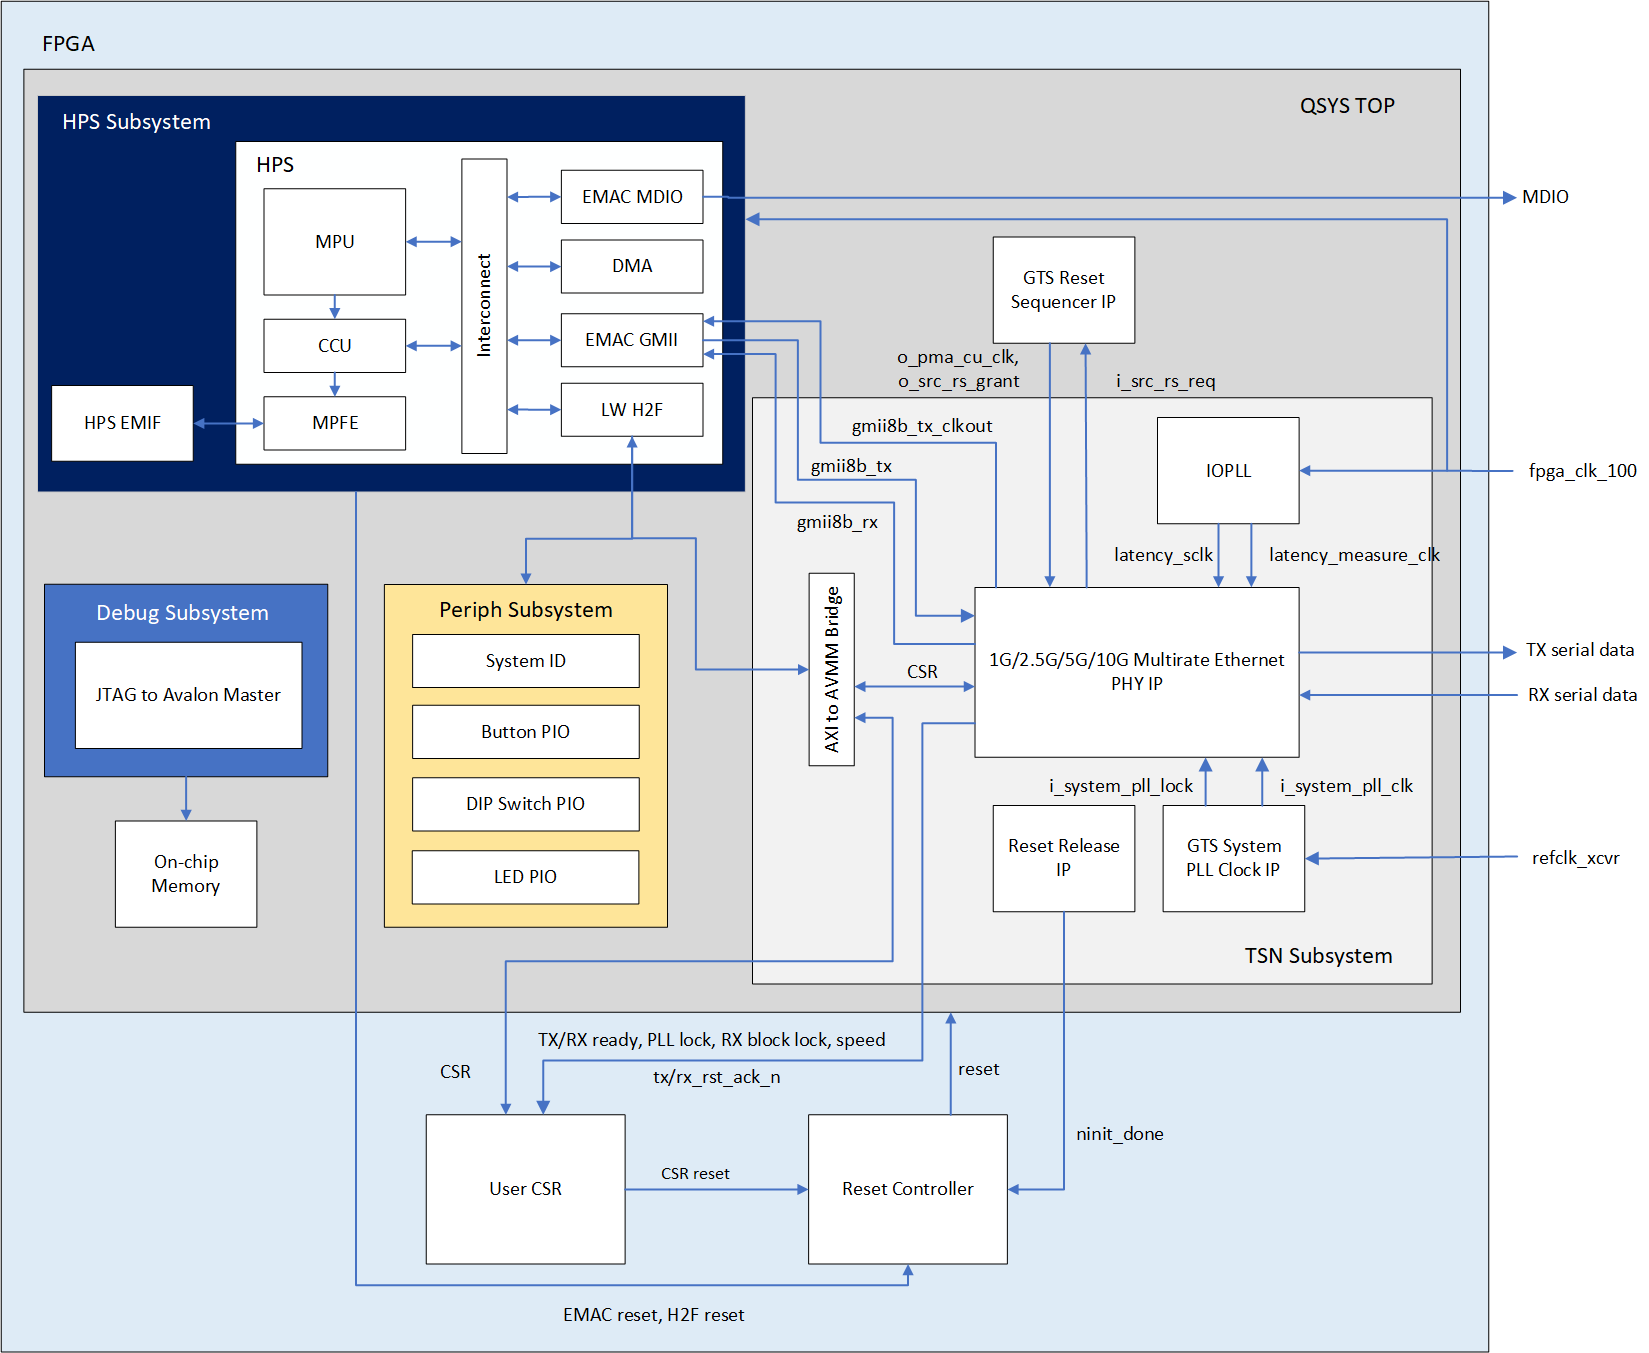 FPGA
QSYS TOP
HPS Subsystem
HPS
MPU
CCU
MPFE
HPS EMIF
Interconnect
EMAC MDIO
DMA
EMAC GMII
LW H2F
MDIO
GTS Reset
Sequencer IP
o_pma_cu_clk,
o_src_rs_grant
i_src_rs_req
gmii8b_tx_clkout
gmii8b_tx
gmii8b_rx
IOPLL
fpga_clk_100
latency_sclk
latency_measure_clk
Debug Subsystem
JTAG to Avalon Master
On-chip
Memory
Periph Subsystem
System ID
Button PIO
DIP Switch PIO
LED PIO
AXI to AVMM Bridge
CSR
1G/2.5G/5G/10G Multirate Ethernet
PHY IP
TX serial data
RX serial data
i_system_pll_lock
i_system_pll_clk
Reset Release
IP
GTS System
PLL Clock IP
refclk_xcvr
TSN Subsystem
TX/RX ready, PLL lock, RX block lock, speed
tx/rx_rst_ack_n
CSR
reset
ninit_done
User CSR
CSR reset
Reset Controller
EMAC reset, H2F reset